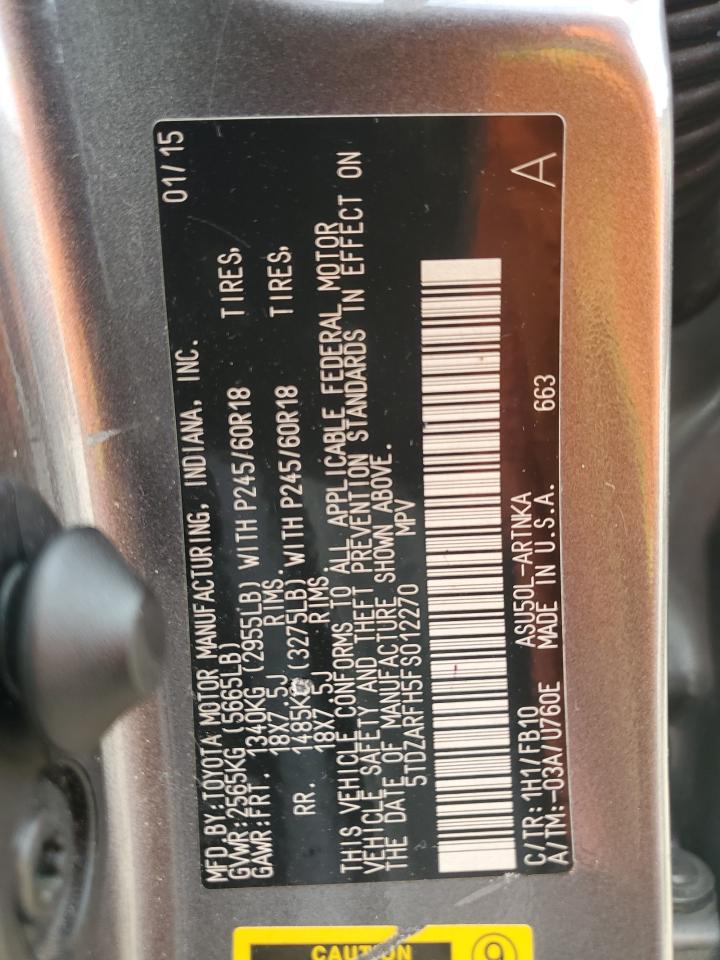 MFD. BY: TOYOTA MOTOR MANUFACTURING, INDIANA, INC. 01/15
GVWR: 2565KG (5665LB)
GAWR: FRT. 1340KG (2955LB) WITH P245/60R18 TIRES,
18X7.5J RIMS.
RR. 1485KG (3275LB) WITH P245/60R18 TIRES,
18X7.5J RIMS.
THIS VEHICLE CONFORMS TO ALL APPLICABLE FEDERAL MOTOR
VEHICLE SAFETY AND THEFT PREVENTION STANDARDS IN EFFECT ON
THE DATE OF MANUFACTURE SHOWN ABOVE.
5TDZARFH5FS012270 MPV
C/TR: 1H1/FB10 ASU50L-ARTNKA 663
A/TM: -03A/U760E MADE IN U.S.A.
A
CAUTION